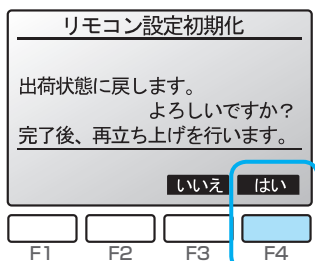 リモコン設定初期化
出荷状態に戻します。
よろしいですか?
完了後、再立ち上げを行います。
いいえ はい
F1 F2 F3 F4